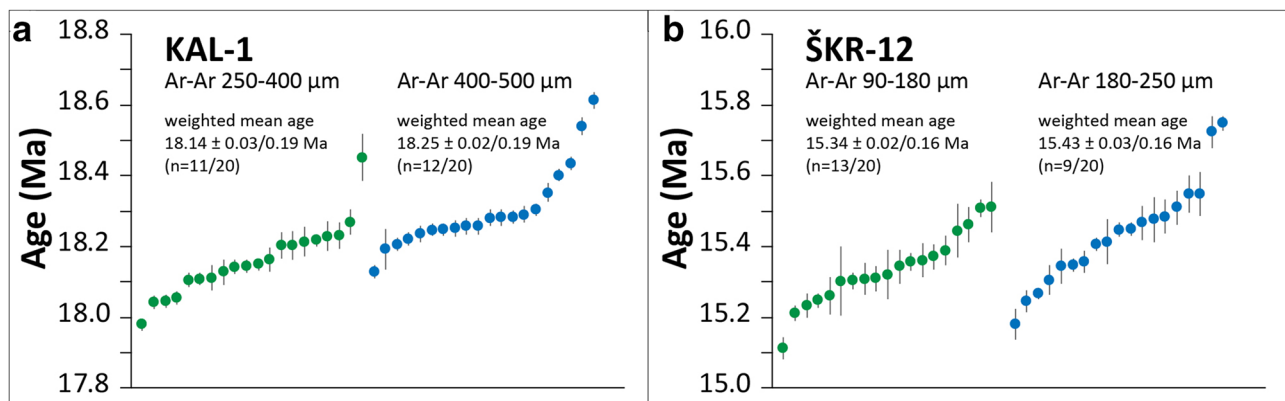 a
KAL-1
Ar-Ar 250-400 µm
weighted mean age
18.14 ± 0.03/0.19 Ma
(n=11/20)
Ar-Ar 400-500 µm
weighted mean age
18.25 ± 0.02/0.19 Ma
(n=12/20)
Age (Ma)
18.8
18.6
18.4
18.2
18.0
17.8
b
ŠKR-12
Ar-Ar 90-180 µm
weighted mean age
15.34 ± 0.02/0.16 Ma
(n=13/20)
Ar-Ar 180-250 µm
weighted mean age
15.43 ± 0.03/0.16 Ma
(n=9/20)
Age (Ma)
16.0
15.8
15.6
15.4
15.2
15.0